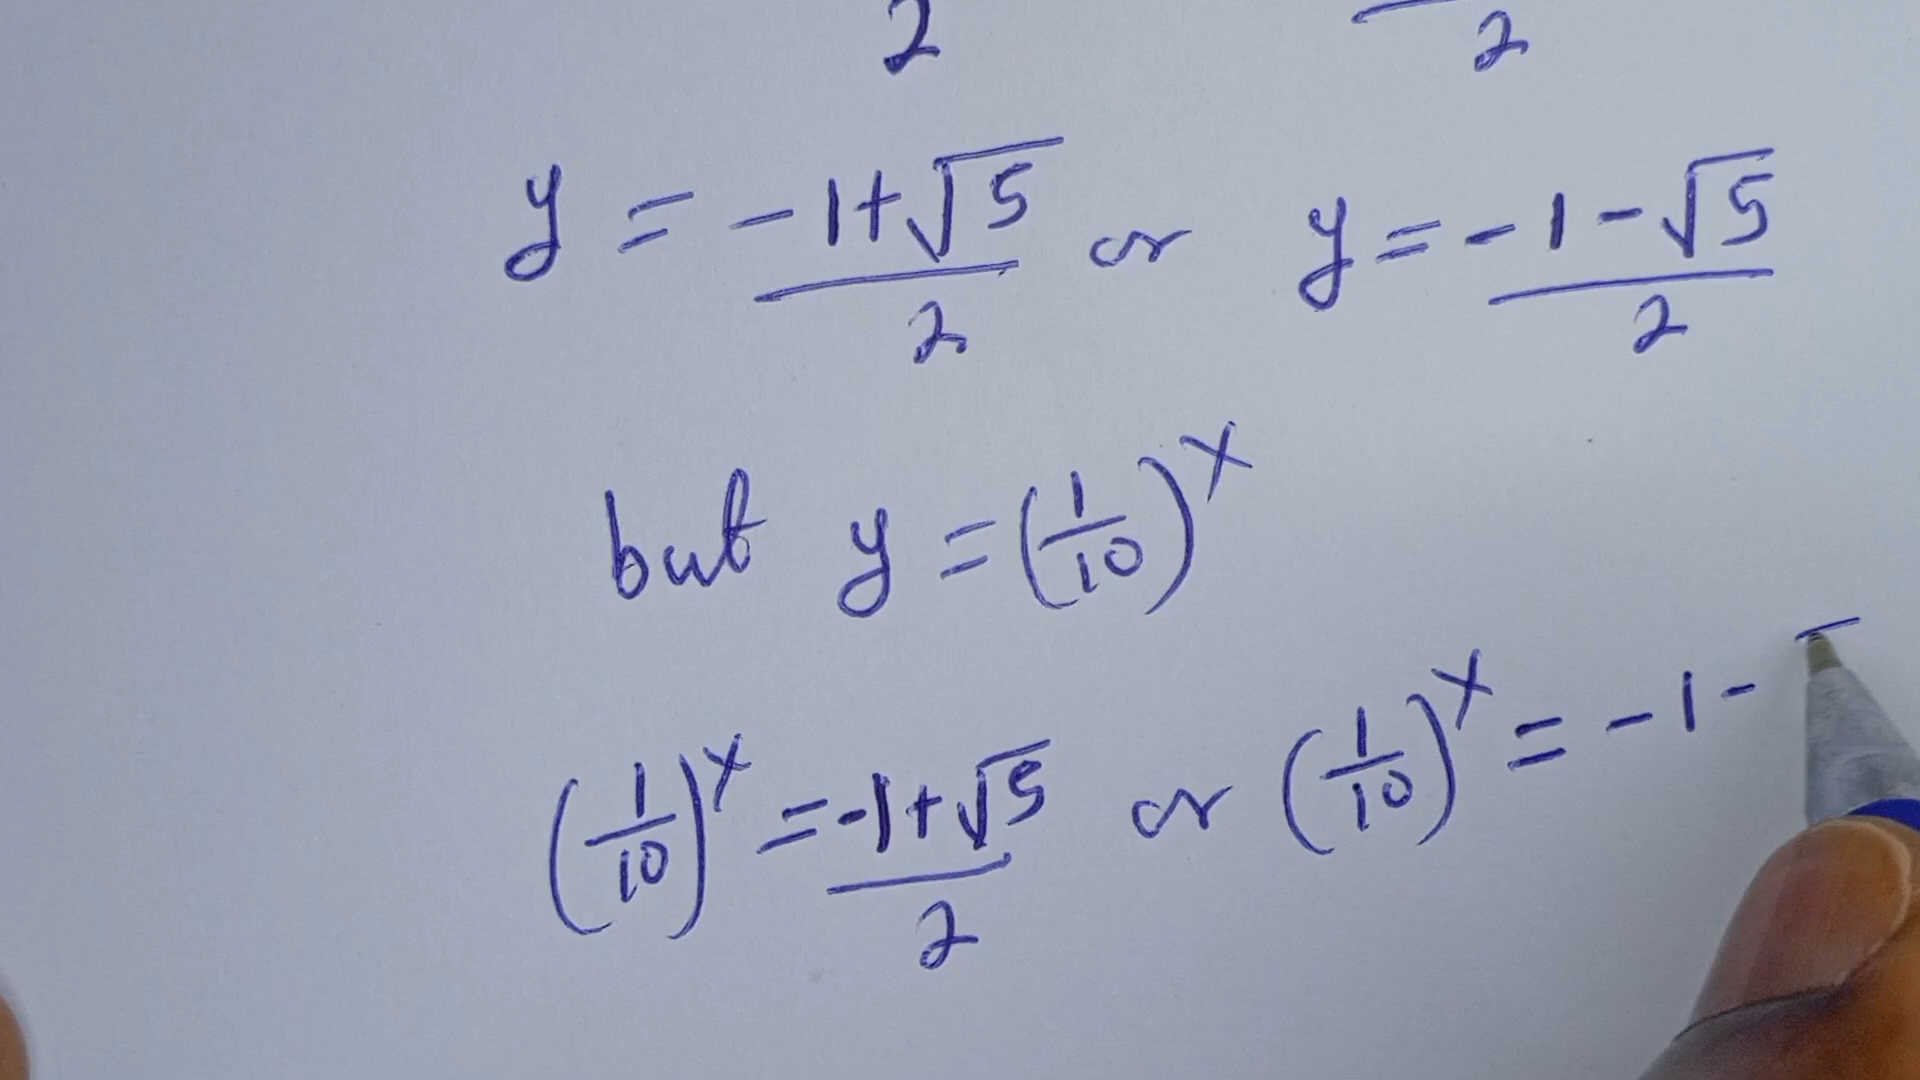 2 2
y = (-1+√5)/2 or y = (-1-√5)/2
but y = (1/10)^x
(1/10)^x = (-1+√5)/2 or (1/10)^x = -1-